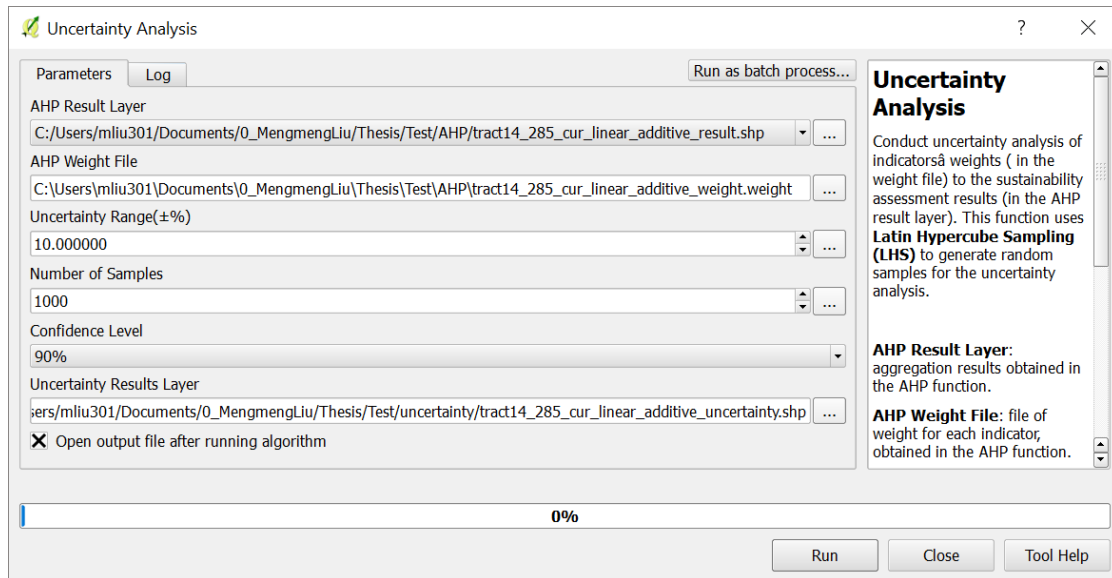 Uncertainty Analysis
?
Parameters
Log
Run as batch process...
AHP Result Layer
C:/Users/mliu301/Documents/0_MengmengLiu/Thesis/Test/AHP/tract14_285_cur_linear_additive_result.shp
...
AHP Weight File
C:\Users\mliu301\Documents\0_MengmengLiu\Thesis\Test\AHP\tract14_285_cur_linear_additive_weight.weight
...
Uncertainty Range(±%)
10.000000
...
Number of Samples
1000
...
Confidence Level
90%
Uncertainty Results Layer
sers/mliu301/Documents/0_MengmengLiu/Thesis/Test/uncertainty/tract14_285_cur_linear_additive_uncertainty.shp
...
Open output file after running algorithm
Uncertainty
Analysis
Conduct uncertainty analysis of
indicatorsâ weights ( in the
weight file) to the sustainability
assessment results (in the AHP
result layer). This function uses
Latin Hypercube Sampling
(LHS) to generate random
samples for the uncertainty
analysis.
AHP Result Layer:
aggregation results obtained in
the AHP function.
AHP Weight File: file of
weight for each indicator,
obtained in the AHP function.
0%
Run
Close
Tool Help